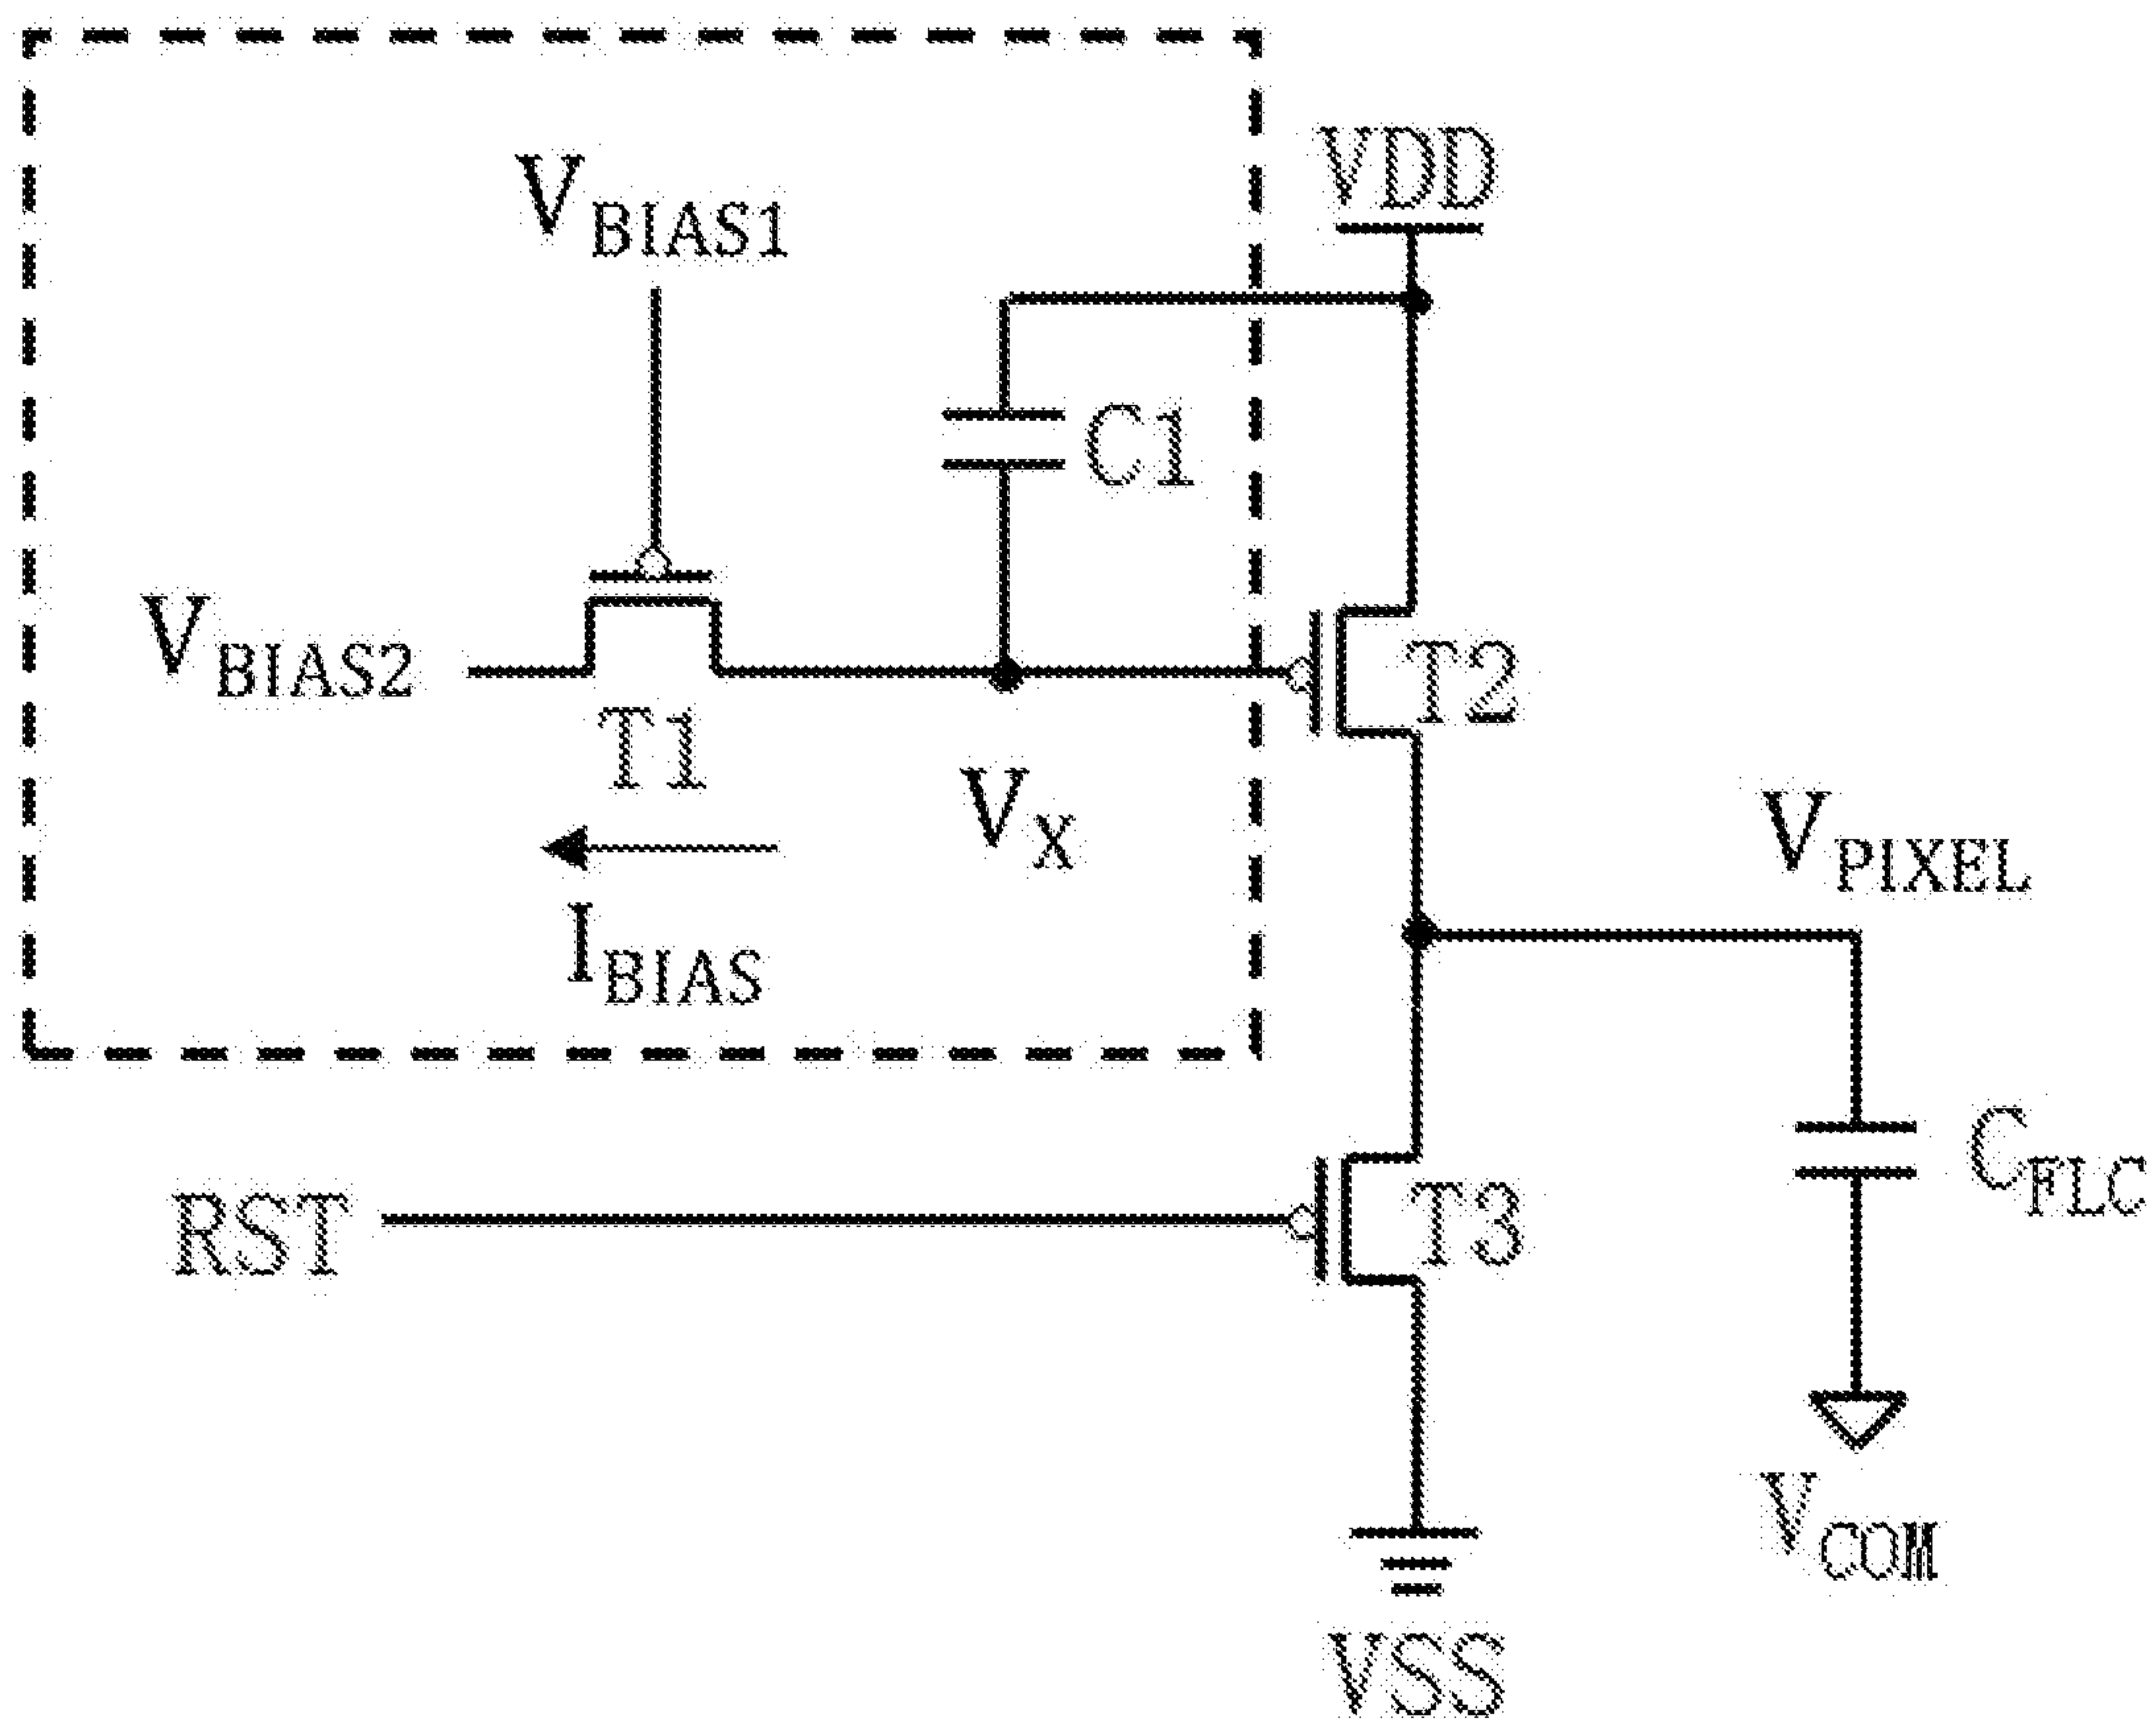 VDD
VBIAS1
C1
VBIAS2
T2
T1
VX
VPIXEL
IBIAS
CFLC
RST
T3
VCOM
VSS